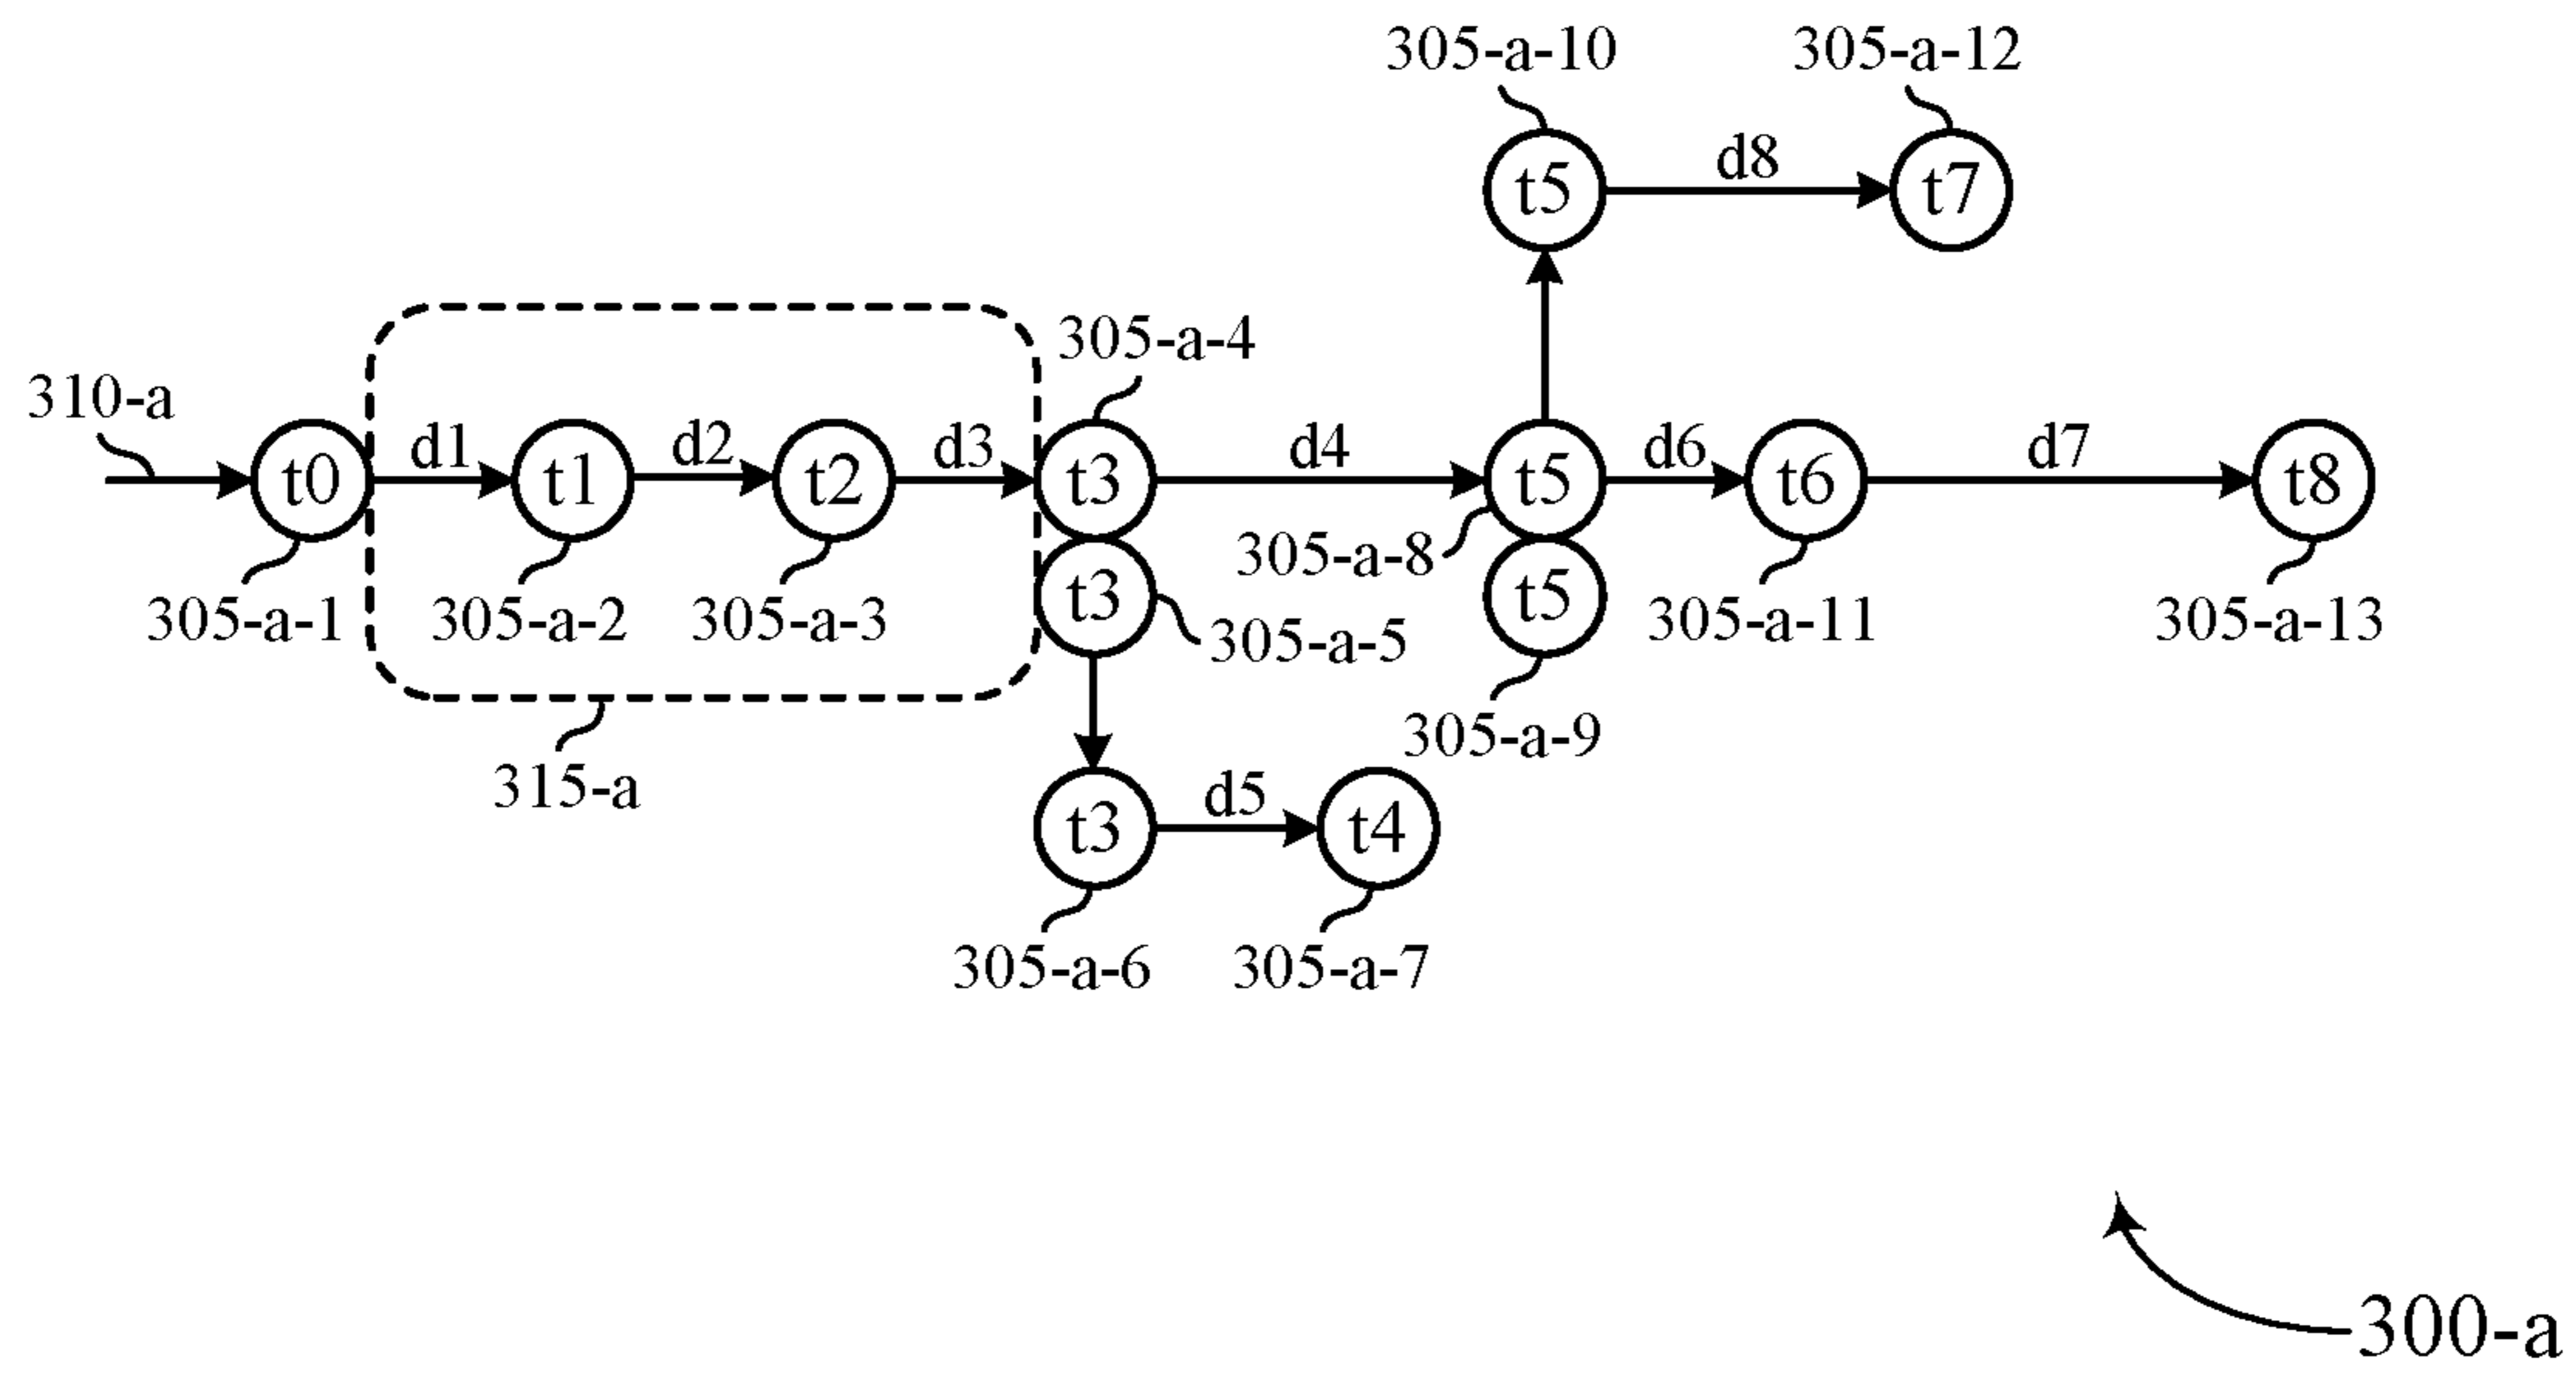 305-a-10 305-a-12
t5 d8 t7
305-a-4
310-a
t0 d1 t1 d2 t2 d3 t3 d4 t5 d6 t6 d7 t8
305-a-8
t3 t5
305-a-1 305-a-2 305-a-3 305-a-5 305-a-11 305-a-13
305-a-9
315-a
t3 d5 t4
305-a-6 305-a-7
300-a